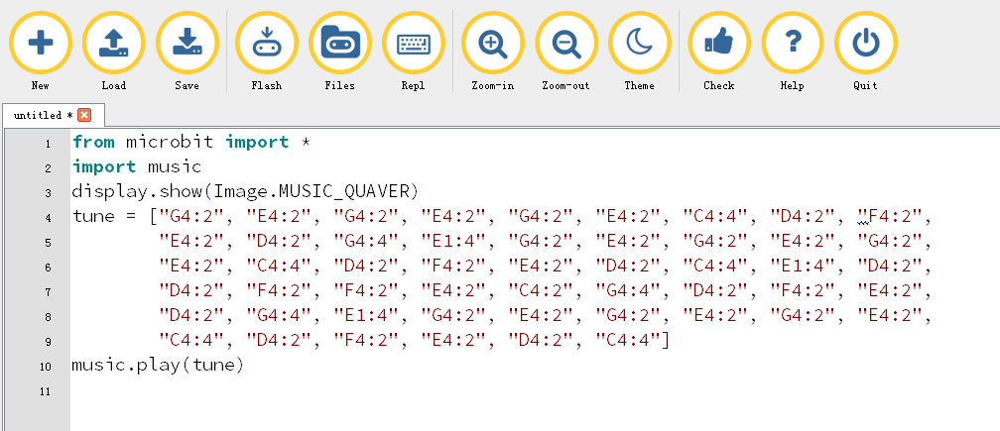 New Load Save Flash Files Repl Zoom-in Zoom-out Theme Check Help Quit
untitled *
1 from microbit import *
2 import music
3 display.show(Image.MUSIC_QUAVER)
4 tune = ["G4:2", "E4:2", "G4:2", "E4:2", "G4:2", "E4:2", "C4:4", "D4:2", "F4:2",
5 "E4:2", "D4:2", "G4:4", "E1:4", "G4:2", "E4:2", "G4:2", "E4:2", "G4:2",
6 "E4:2", "C4:4", "D4:2", "F4:2", "E4:2", "D4:2", "C4:4", "E1:4", "D4:2",
7 "D4:2", "F4:2", "F4:2", "E4:2", "C4:2", "G4:4", "D4:2", "F4:2", "E4:2",
8 "D4:2", "G4:4", "E1:4", "G4:2", "E4:2", "G4:2", "E4:2", "G4:2", "E4:2",
9 "C4:4", "D4:2", "F4:2", "E4:2", "D4:2", "C4:4"]
10 music.play(tune)
11